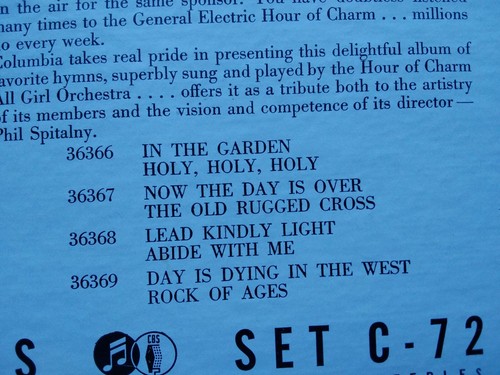 in the air for the same sponsor. You have doubtless listened
many times to the General Electric Hour of Charm . . . millions
do every week.
Columbia takes real pride in presenting this delightful album of
favorite hymns, superbly sung and played by the Hour of Charm
All Girl Orchestra . . . . offers it as a tribute both to the artistry
of its members and the vision and competence of its director—
Phil Spitalny.
36366 IN THE GARDEN
HOLY, HOLY, HOLY
36367 NOW THE DAY IS OVER
THE OLD RUGGED CROSS
36368 LEAD KINDLY LIGHT
ABIDE WITH ME
36369 DAY IS DYING IN THE WEST
ROCK OF AGES
S CBS SET C-72